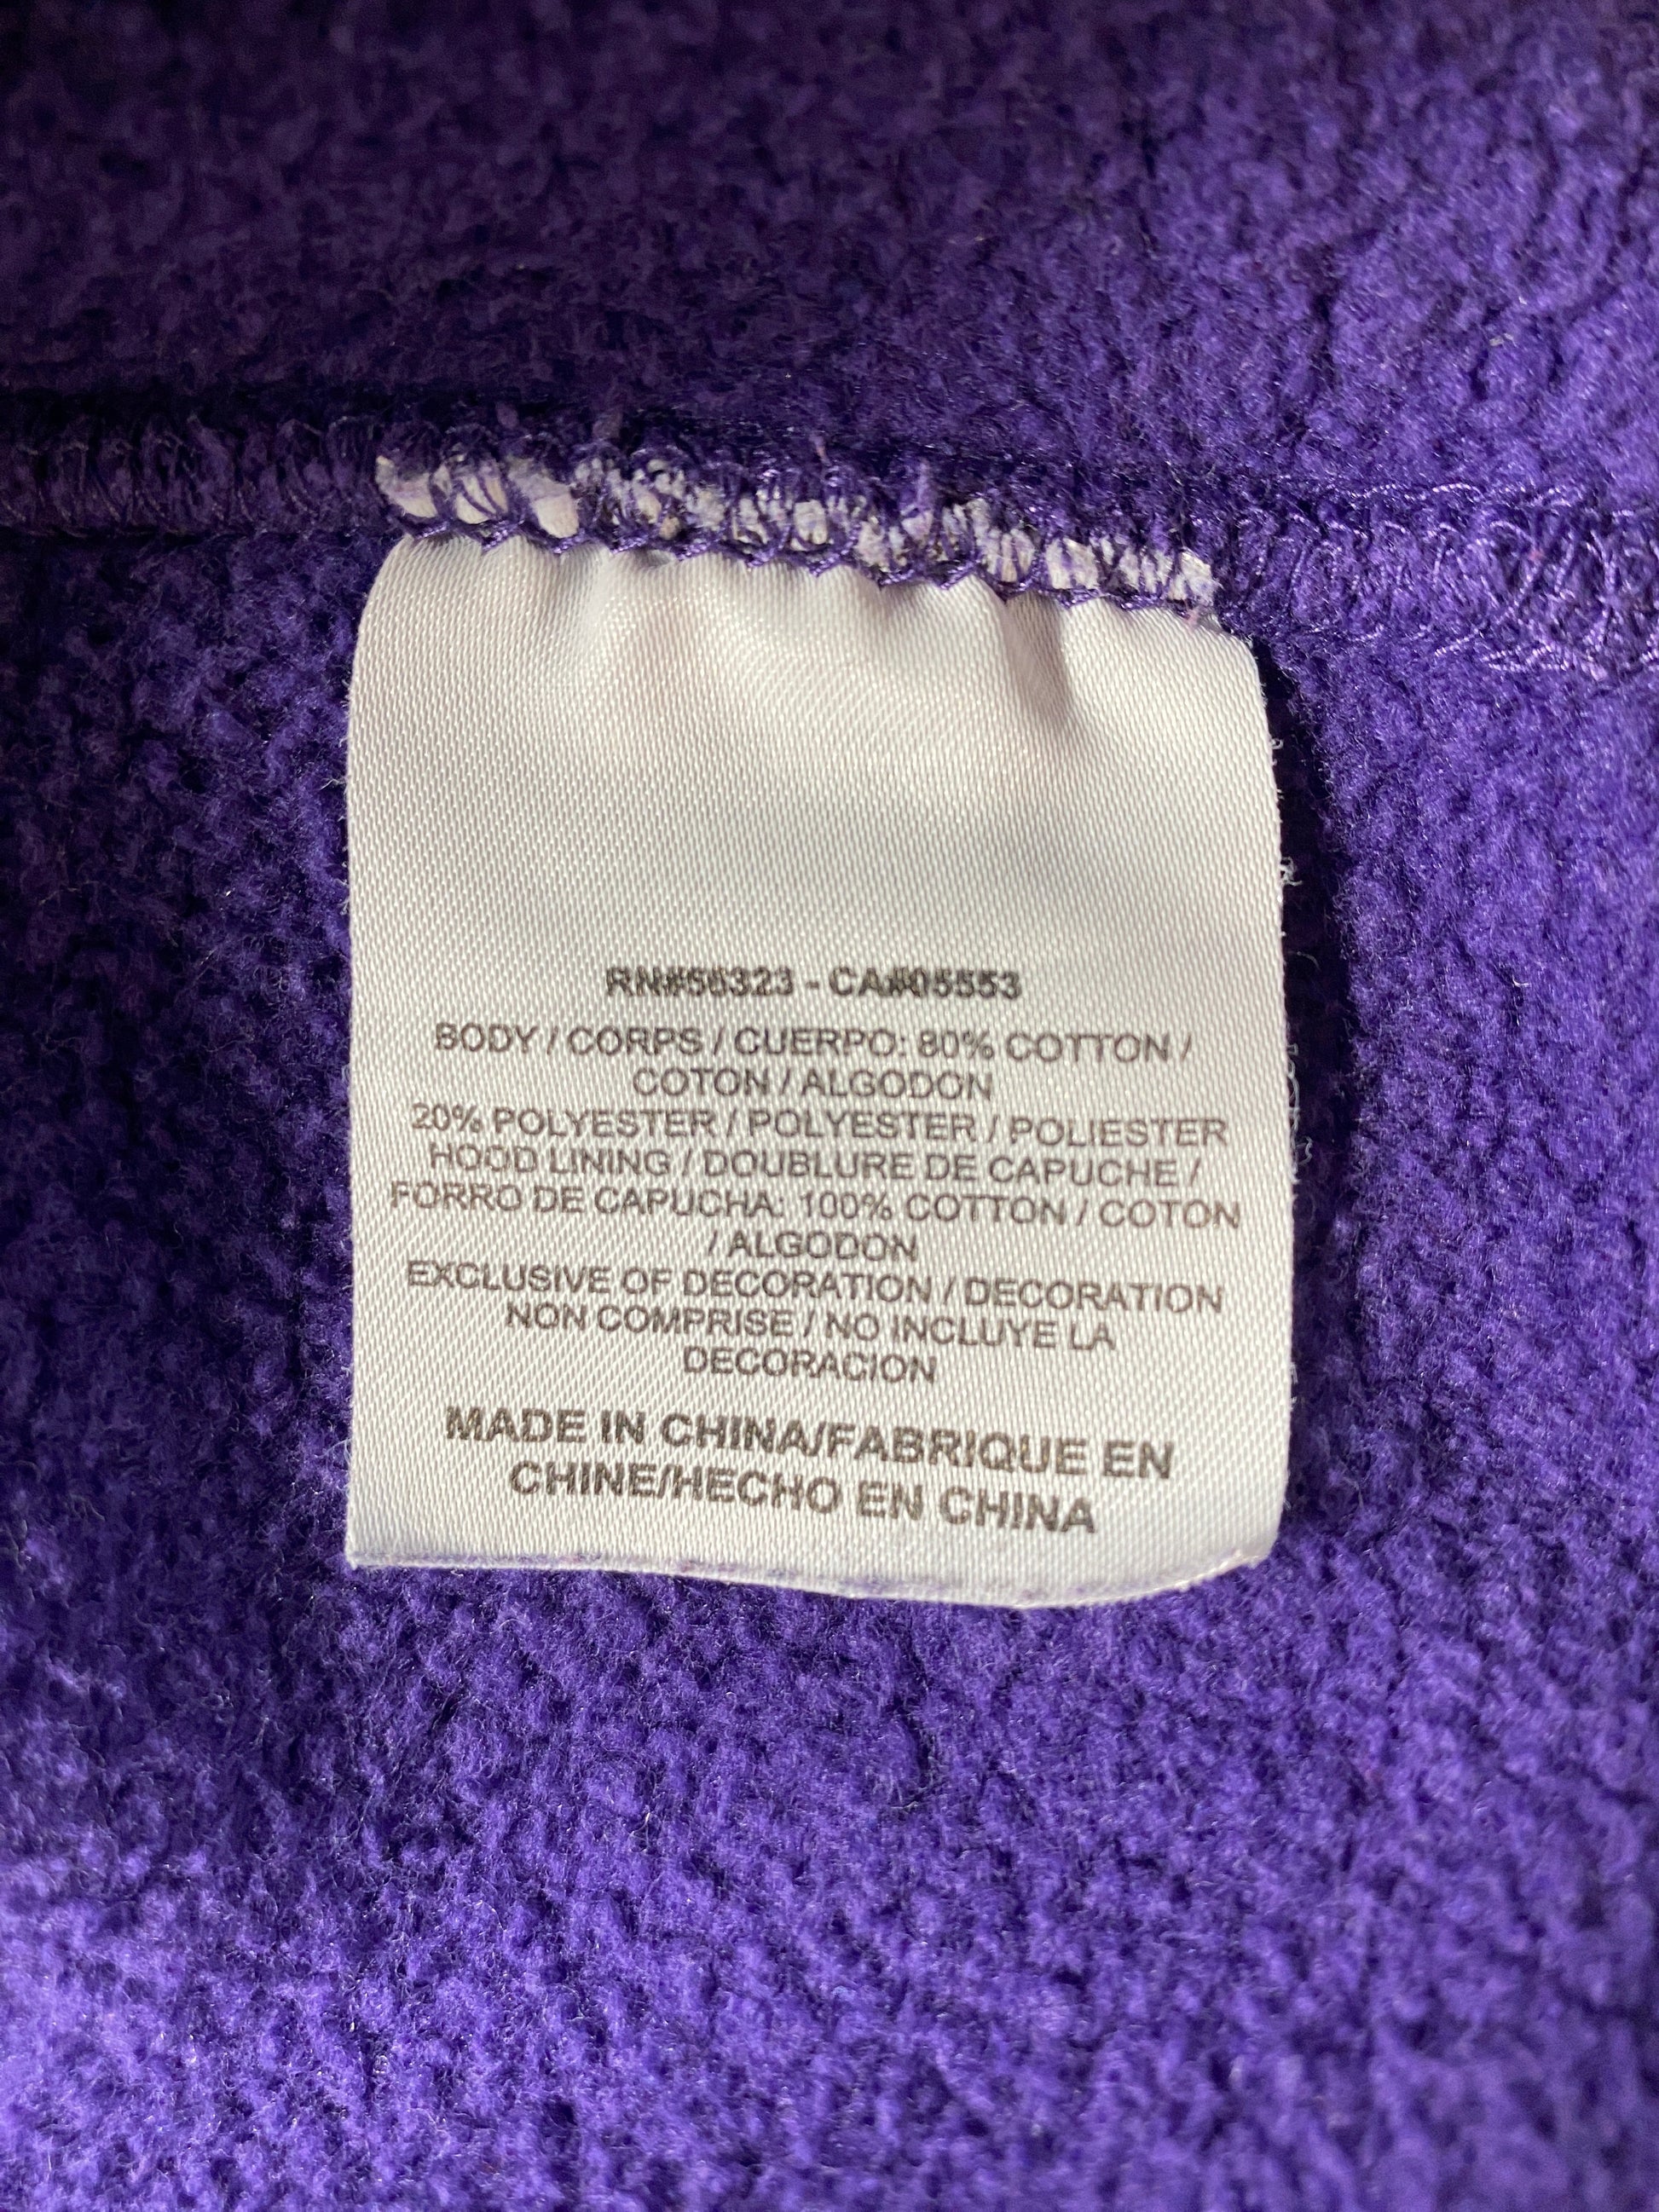 RN#56323 - CA#05553
BODY / CORPS / CUERPO: 80% COTTON /
COTON / ALGODON
20% POLYESTER / POLYESTER / POLIESTER
HOOD LINING / DOUBLURE DE CAPUCHE /
FORRO DE CAPUCHA: 100% COTTON / COTON
/ ALGODON
EXCLUSIVE OF DECORATION / DECORATION
NON COMPRISE / NO INCLUYE LA
DECORACION
MADE IN CHINA/FABRIQUE EN
CHINE/HECHO EN CHINA